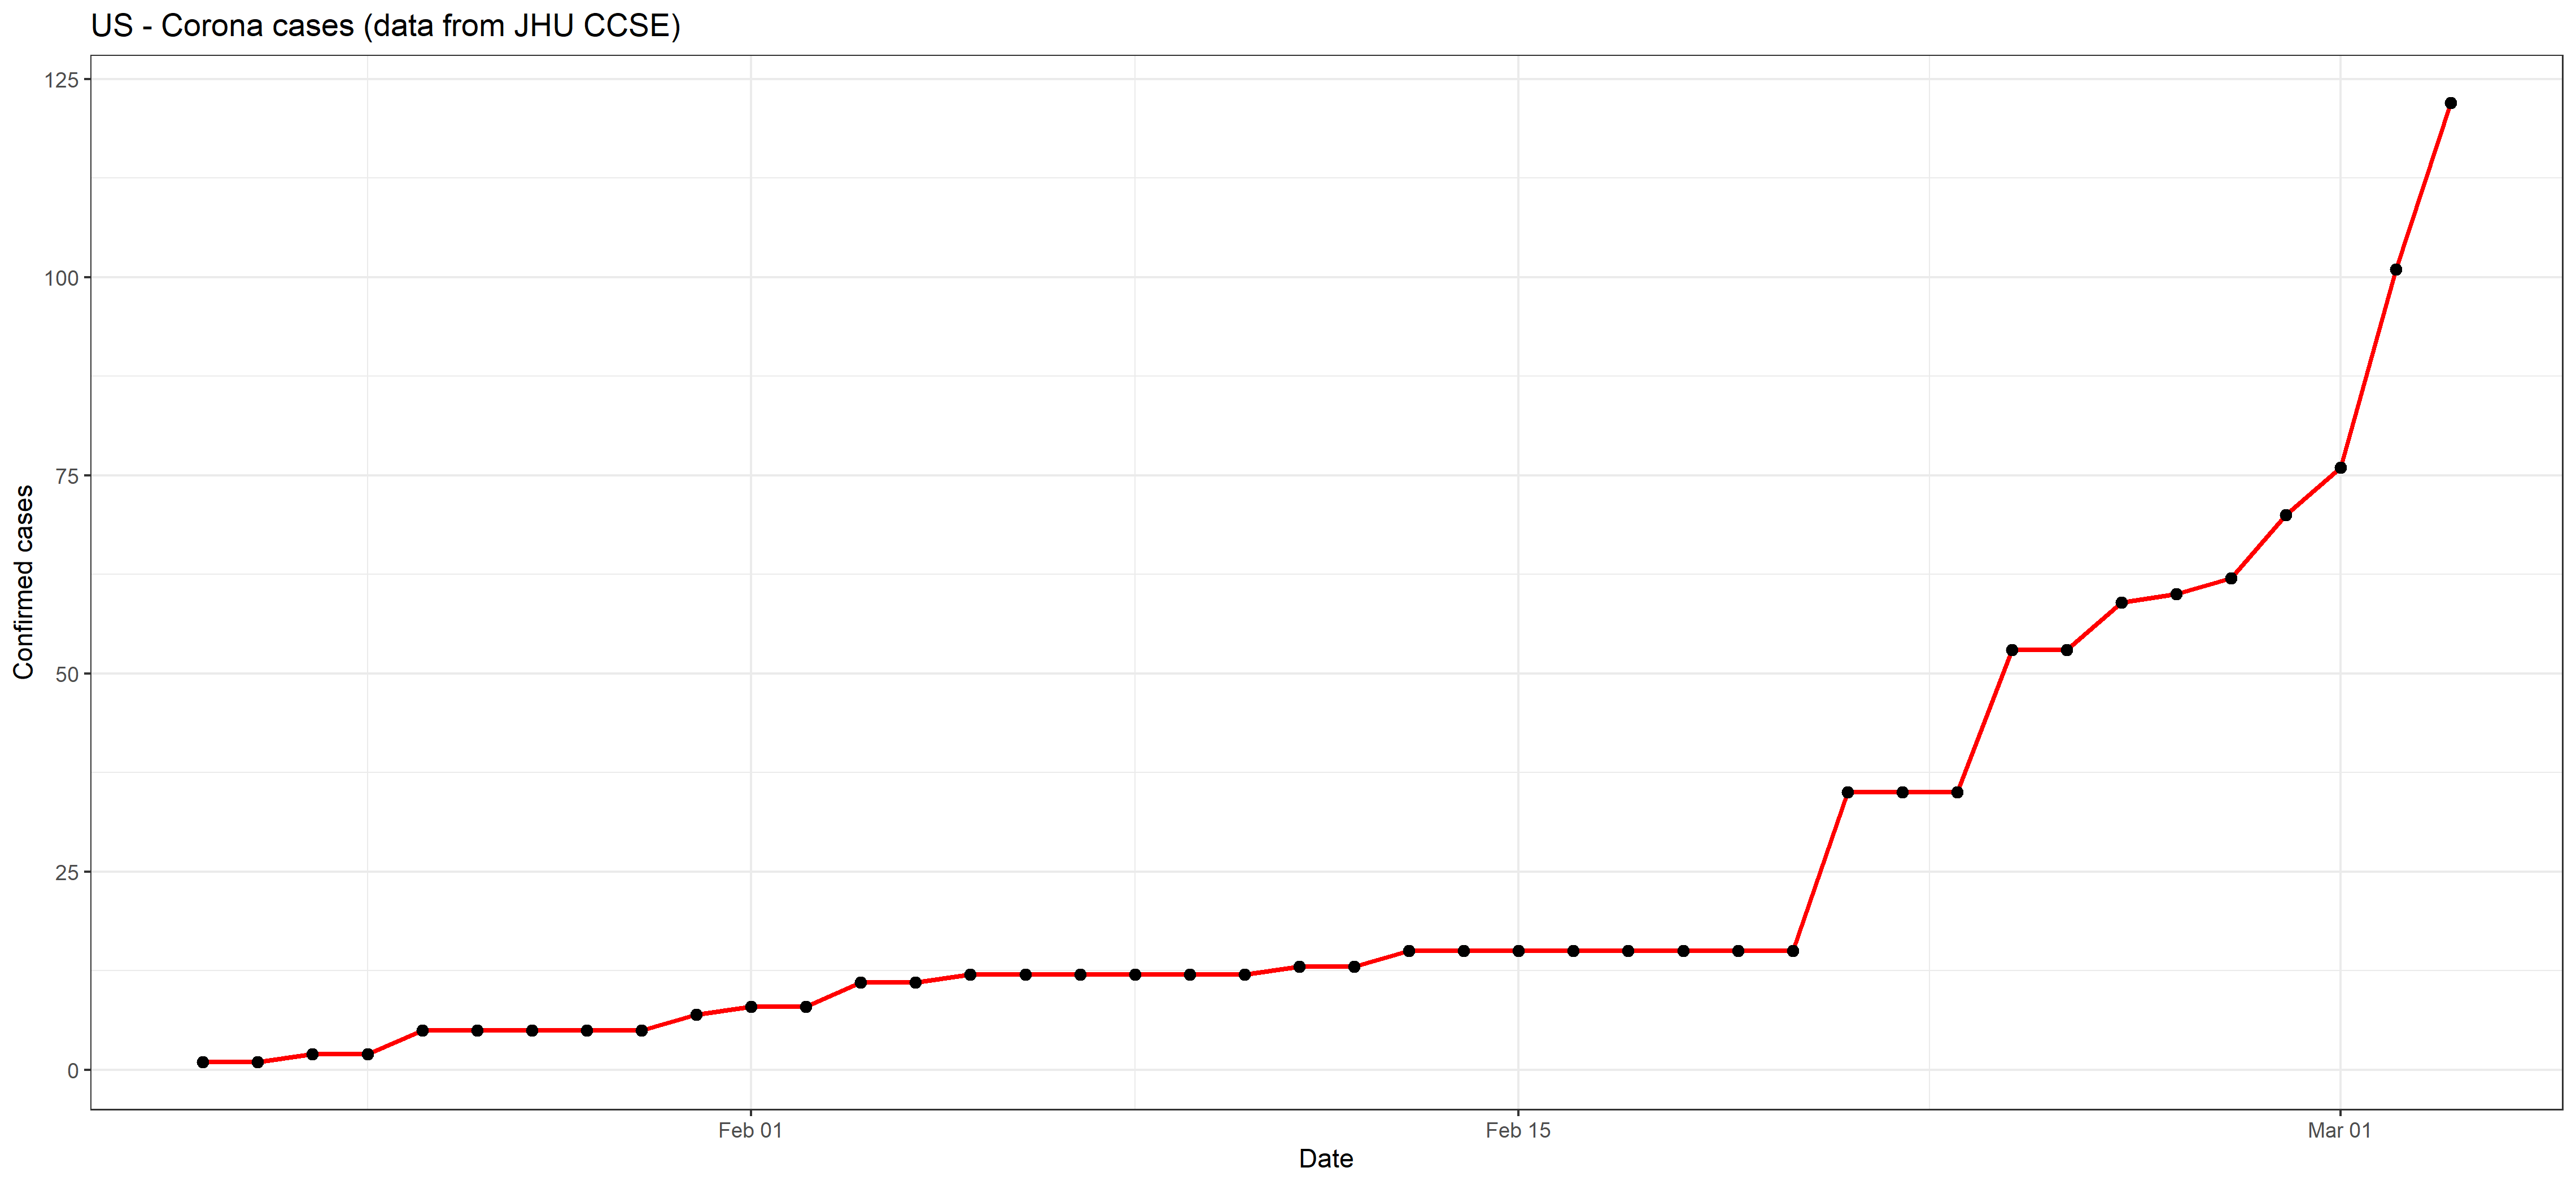 US - Corona cases (data from JHU CCSE)
125
100
75
50
25
0
Confirmed cases
Feb 01
Feb 15
Mar 01
Date